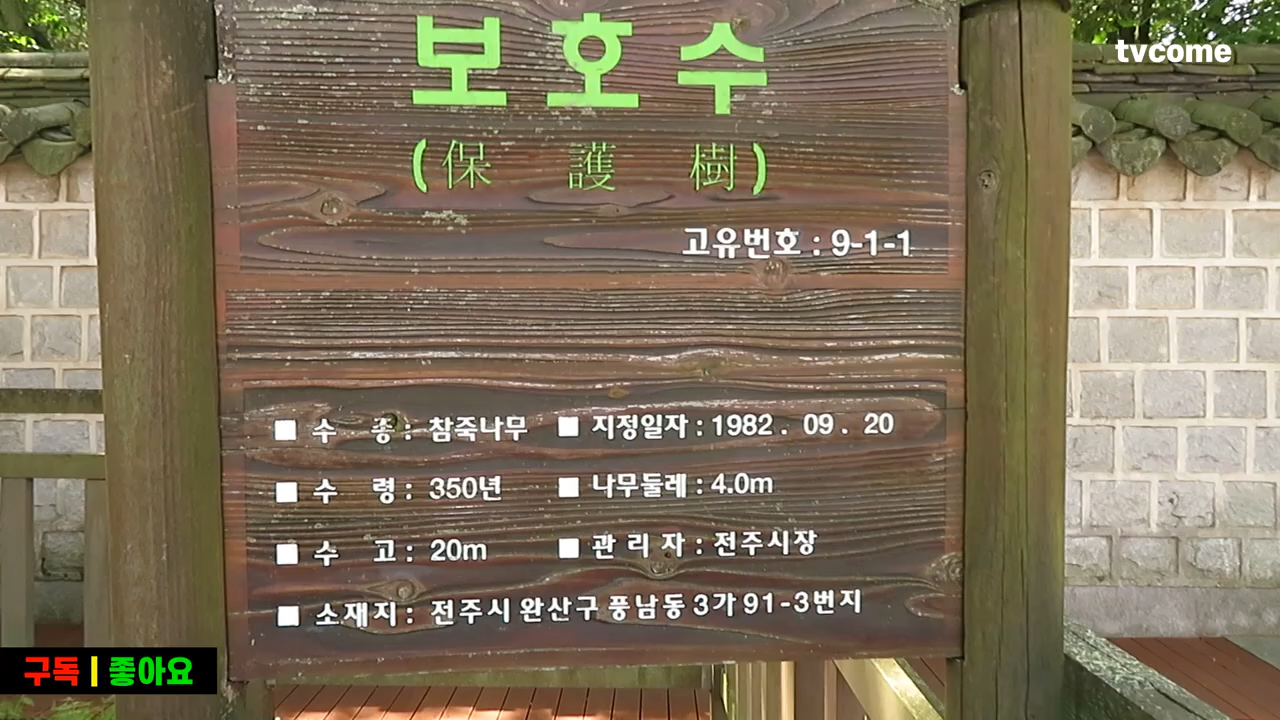 tvcome
보호수
(保護樹)
고유번호 : 9-1-1
■ 수 종 : 참죽나무 ■ 지정일자 : 1982 . 09 . 20
■ 수 령 : 350년 ■ 나무둘레 : 4.0m
■ 수 고 : 20m ■ 관 리 자 : 전주시장
■ 소재지 : 전주시 완산구 풍남동 3가 91-3번지
구독 | 좋아요